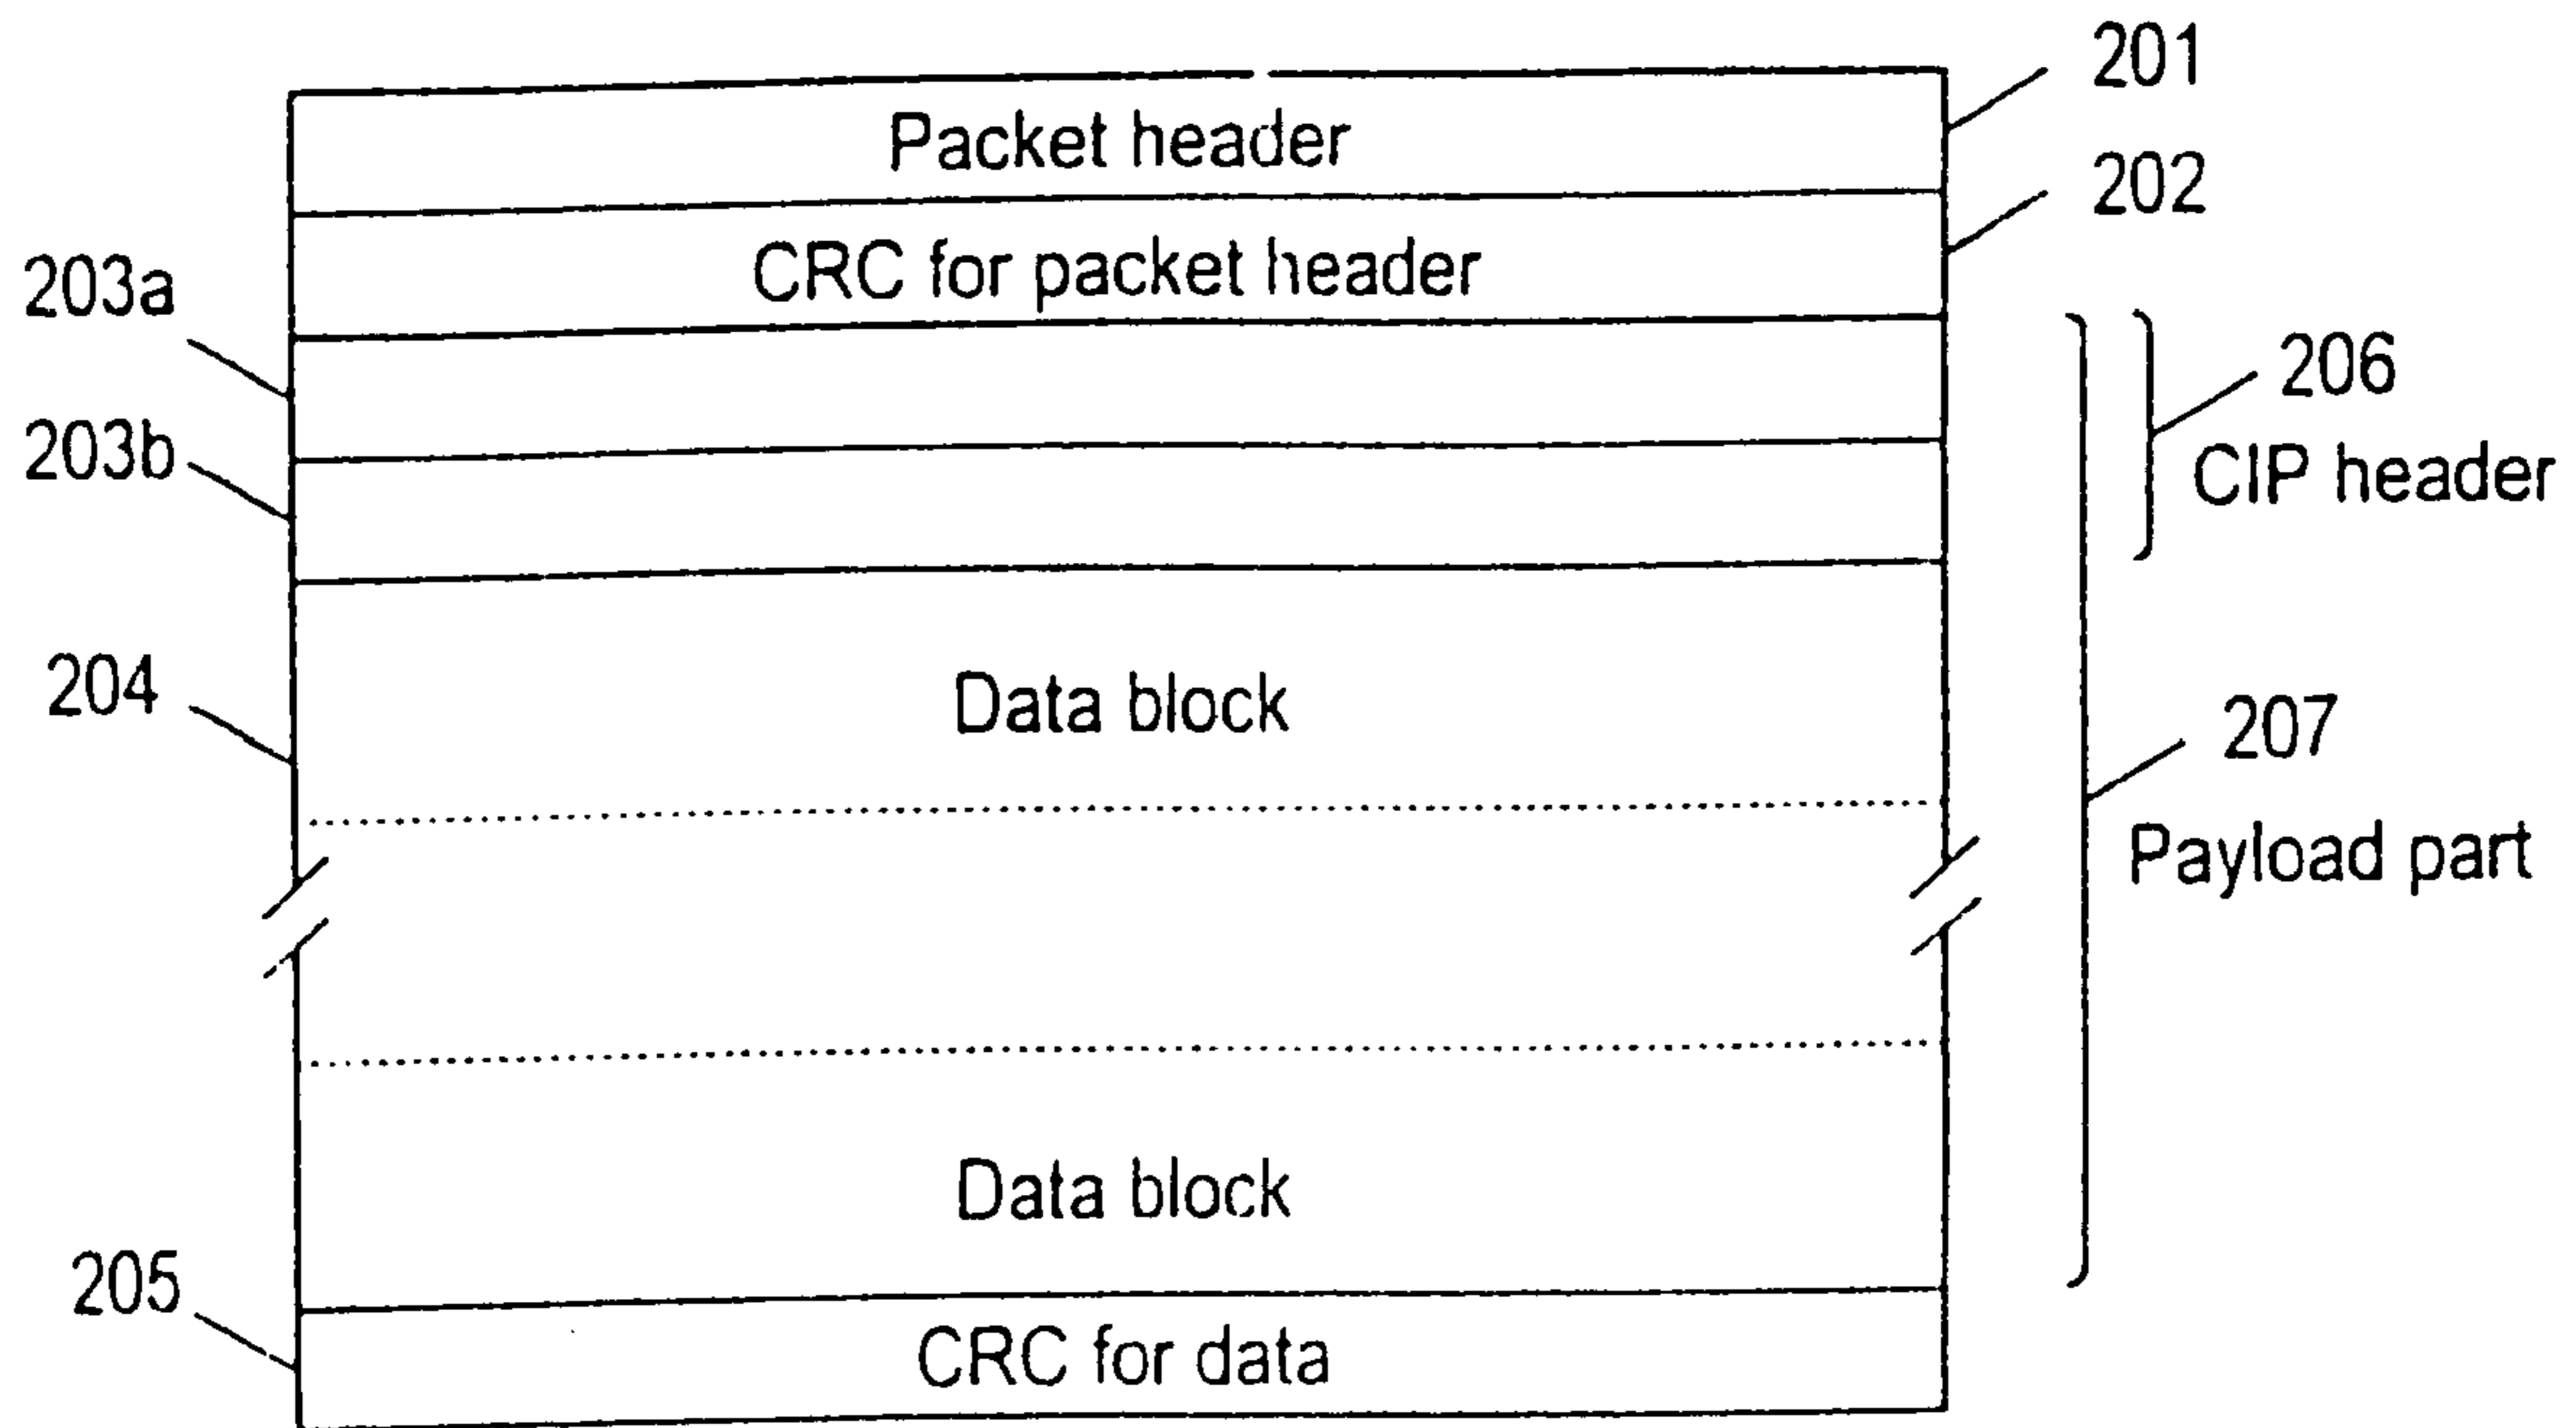 201
Packet header
202
CRC for packet header
203a
206
CIP header
203b
204
Data block
207
Payload part
Data block
205
CRC for data